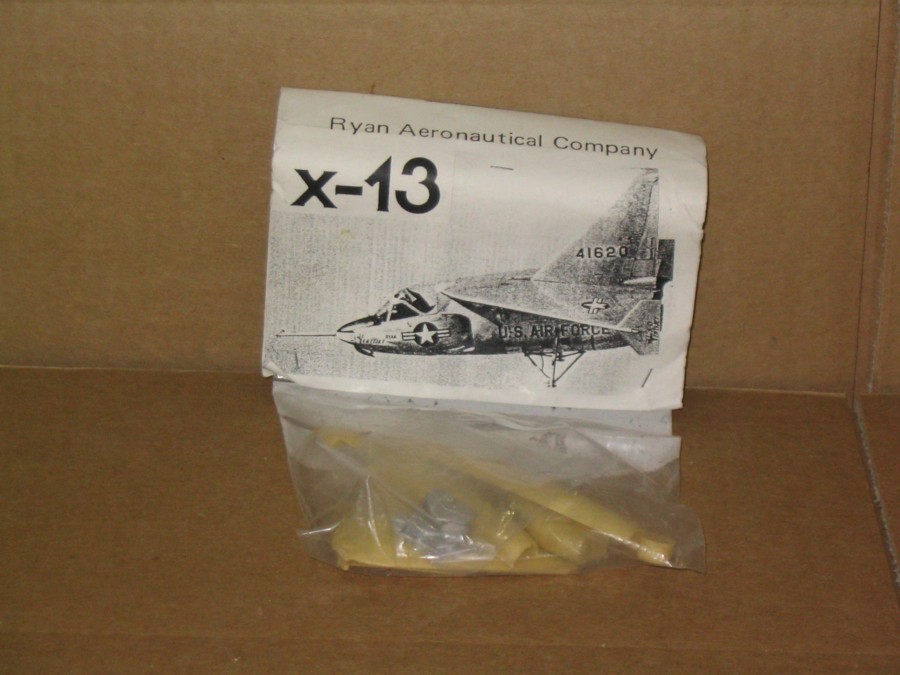 Ryan Aeronautical Company
x-13
41620
U.S. AIR FORCE